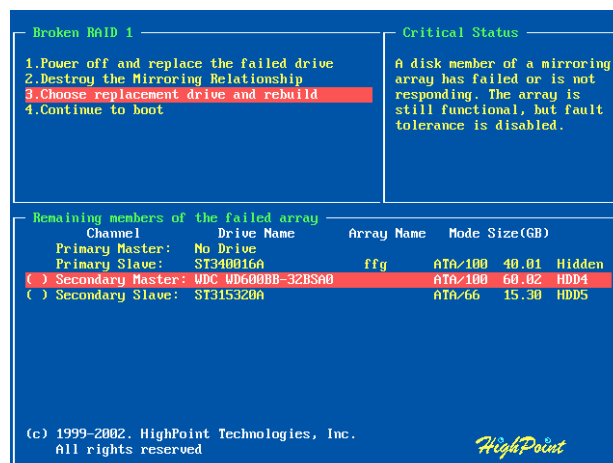 Broken RAID 1
1.Power off and replace the failed drive
2.Destroy the Mirroring Relationship
3.Choose replacement drive and rebuild
4.Continue to boot
Critical Status
A disk member of a mirroring
array has failed or is not
responding. The array is
still functional, but fault
tolerance is disabled.
Remaining members of the failed array
Channel Drive Name Array Name Mode Size(GB)
Primary Master: No Drive
Primary Slave: ST340016A ffg ATA/100 40.01 Hidden
( ) Secondary Master: WDC WD600BB-32BSA0 ATA/100 60.02 HDD4
( ) Secondary Slave: ST315320A ATA/66 15.30 HDD5
(c) 1999-2002. HighPoint Technologies, Inc.
All rights reserved
HighPoint